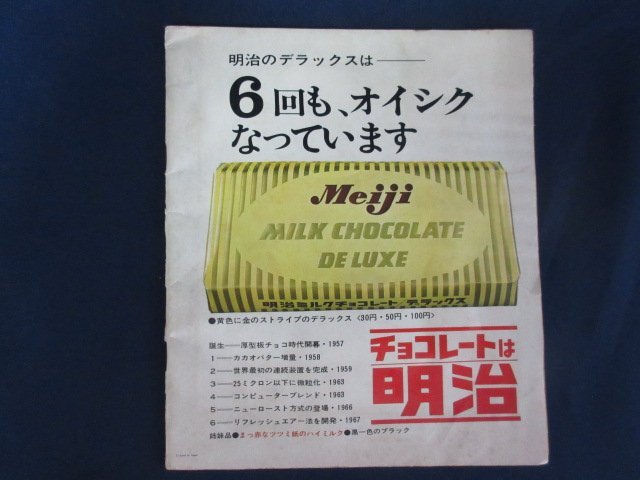 明治のデラックスは――
6回も、オイシク
なっています
Meiji
MILK CHOCOLATE
DE LUXE
明治ミルクチョコレート デラックス
●黄色に金のストライプのデラックス〈30円・50円・100円〉
誕生――厚型板チョコ時代開幕・1957
1――カカオバター増量・1958
2――世界最初の連続装置を完成・1959
3――25ミクロン以下に微粒化・1963
4――コンピューターブレンド・1963
5――ニューロースト方式の登場・1966
6――リフレッシュエアー法を開発・1967
姉妹品●まっ赤なツツミ紙のハイミルク●黒一色のブラック
チョコレートは
明治